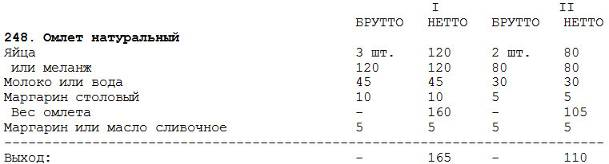 I II
БРУТТО НЕТТО БРУТТО НЕТТО
248. Омлет натуральный
Яйца 3 шт. 120 2 шт. 80
или меланж 120 120 80 80
Молоко или вода 45 45 30 30
Маргарин столовый 10 10 5 5
Вес омлета – 160 – 105
Маргарин или масло сливочное 5 5 5 5
Выход: – 165 – 110